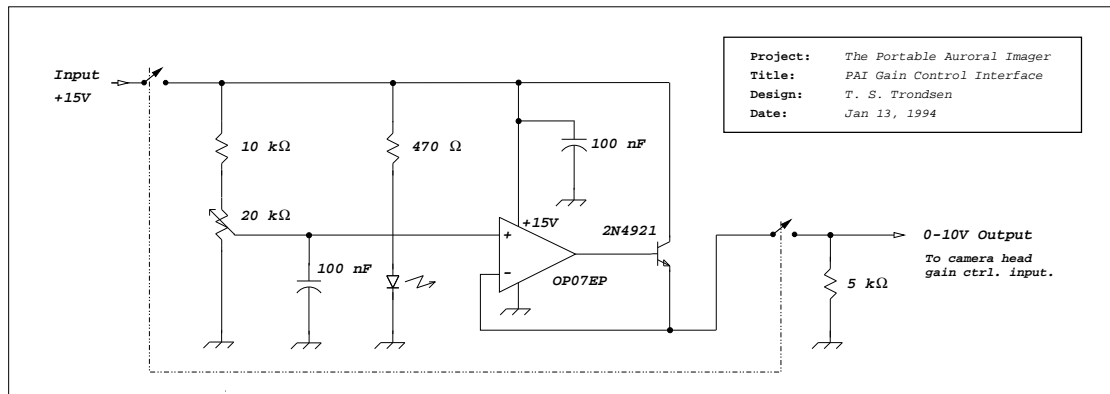 Project: The Portable Auroral Imager
Title: PAI Gain Control Interface
Design: T. S. Trondsen
Date: Jan 13, 1994
Input
+15V
10 kΩ
470 Ω
100 nF
20 kΩ
+15V
2N4921
0-10V Output
To camera head
gain ctrl. input.
+
−
100 nF
OP07EP
5 kΩ